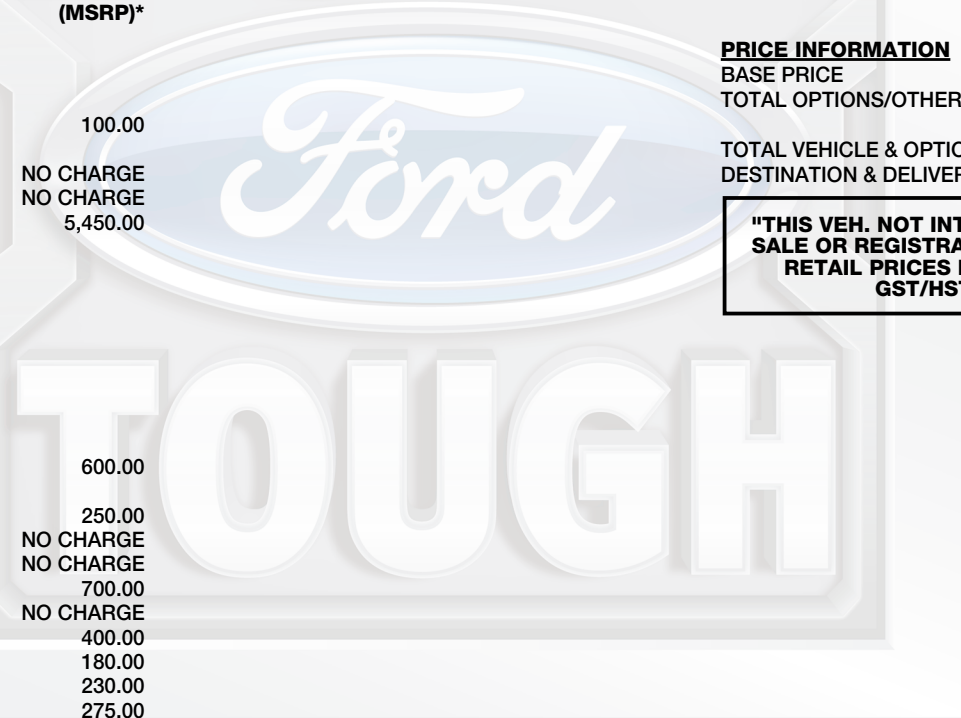 (MSRP)*
100.00
NO CHARGE
NO CHARGE
5,450.00
600.00
250.00
NO CHARGE
NO CHARGE
700.00
NO CHARGE
400.00
180.00
230.00
275.00
Ford
TOUGH
PRICE INFORMATION
BASE PRICE
TOTAL OPTIONS/OTHER
TOTAL VEHICLE & OPTIO
DESTINATION & DELIVER
"THIS VEH. NOT INT
SALE OR REGISTRA
RETAIL PRICES
GST/HST